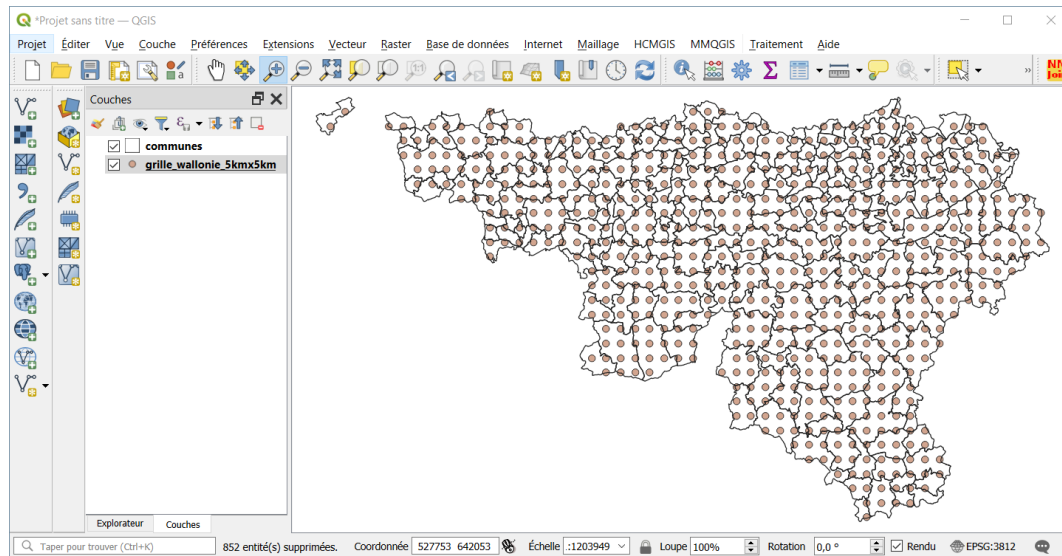 *Projet sans titre — QGIS
Projet Éditer Vue Couche Préférences Extensions Vecteur Raster Base de données Internet Maillage HCMGIS MMQGIS Traitement Aide
Couches
communes
grille_wallonie_5kmx5km
Explorateur Couches
Taper pour trouver (Ctrl+K) 852 entité(s) supprimées. Coordonnée 527753 642053 Échelle .:1203949 Loupe 100% Rotation 0,0 ° Rendu EPSG:3812